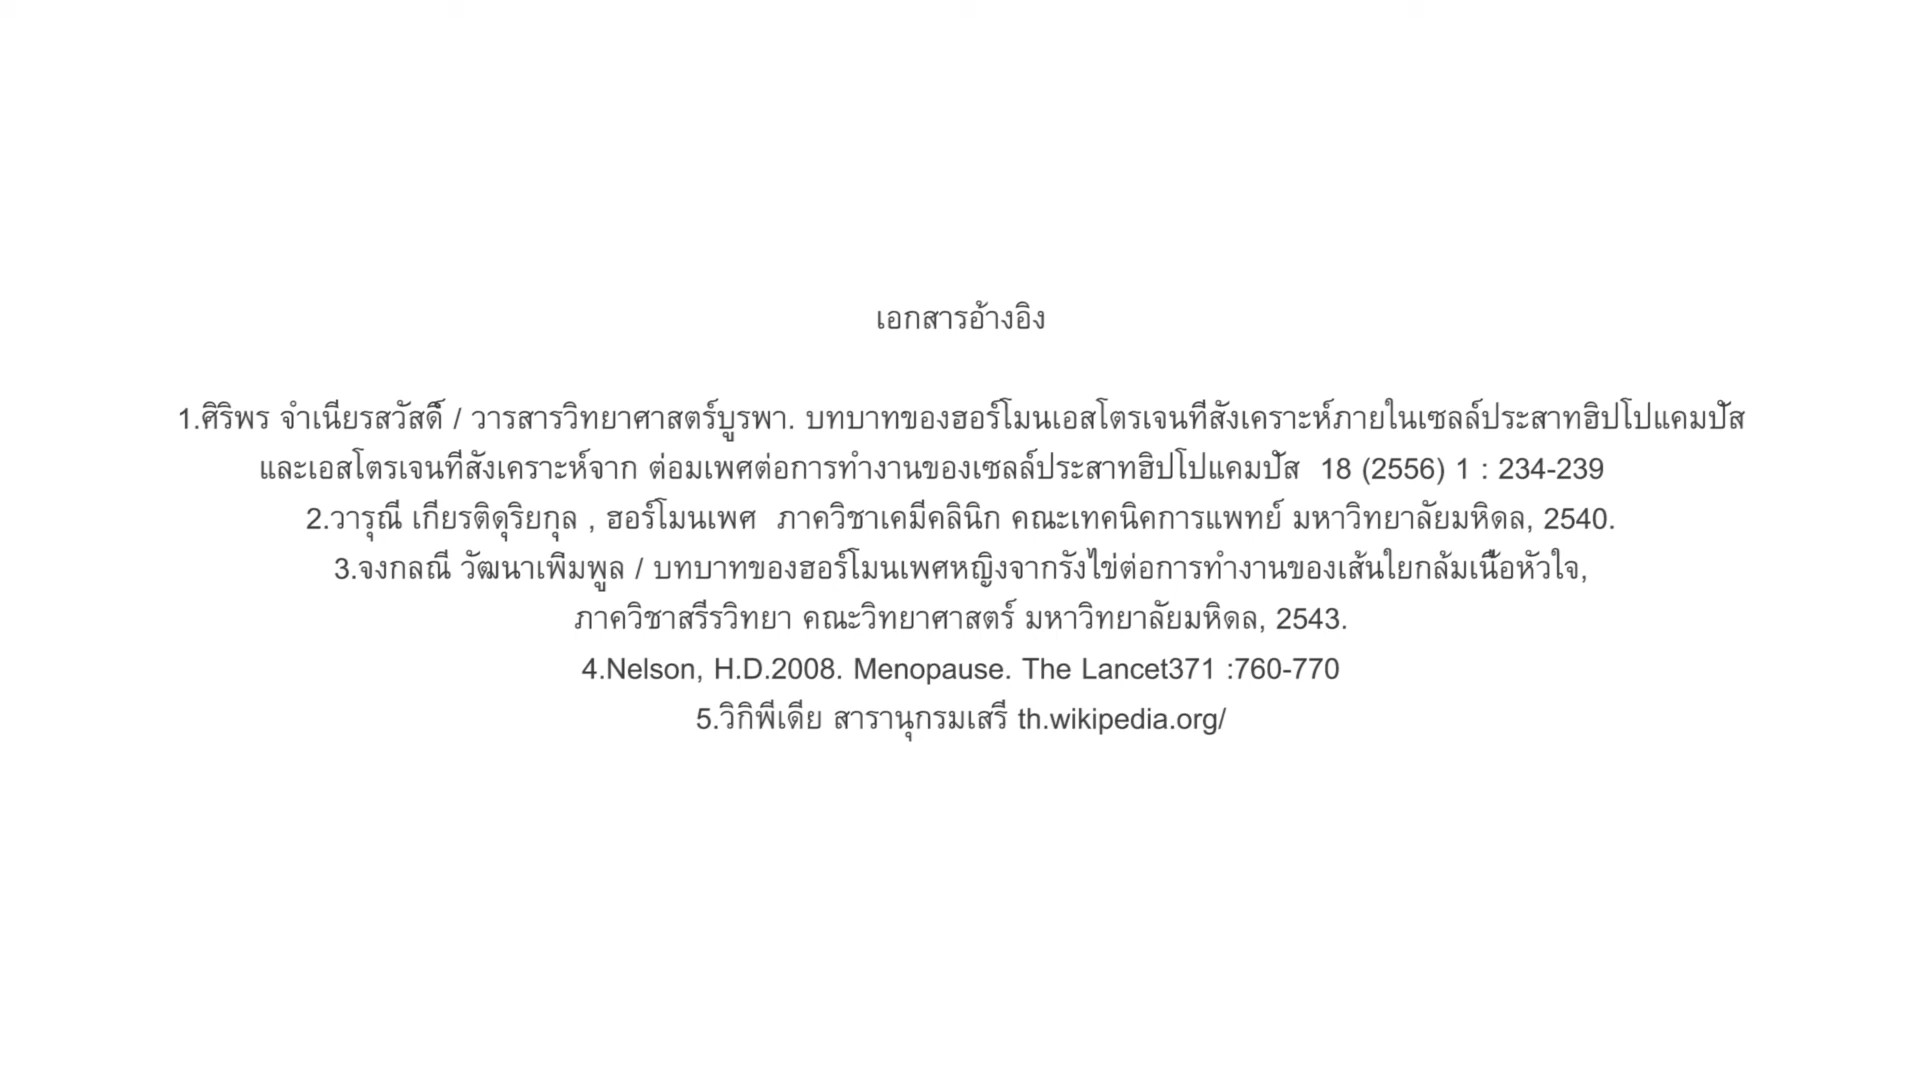 เอกสารอ้างอิง
1.ศิริพร จำเนียรสวัสดิ์ / วารสารวิทยาศาสตร์บูรพา. บทบาทของฮอร์โมนเอสโตรเจนที่สังเคราะห์ภายในเซลล์ประสาทฮิปโปแคมปัส
และเอสโตรเจนที่สังเคราะห์จาก ต่อมเพศต่อการทำงานของเซลล์ประสาทฮิปโปแคมปัส 18 (2556) 1 : 234-239
2.วารุณี เกียรติดุริยกุล , ฮอร์โมนเพศ ภาควิชาเคมีคลินิก คณะเทคนิคการแพทย์ มหาวิทยาลัยมหิดล, 2540.
3.จงกลณี วัฒนาเพิ่มพูล / บทบาทของฮอร์โมนเพศหญิงจากรังไข่ต่อการทำงานของเส้นใยกล้มเนื้อหัวใจ,
ภาควิชาสรีรวิทยา คณะวิทยาศาสตร์ มหาวิทยาลัยมหิดล, 2543.
4.Nelson, H.D.2008. Menopause. The Lancet371 :760-770
5.วิกิพีเดีย สารานุกรมเสรี th.wikipedia.org/